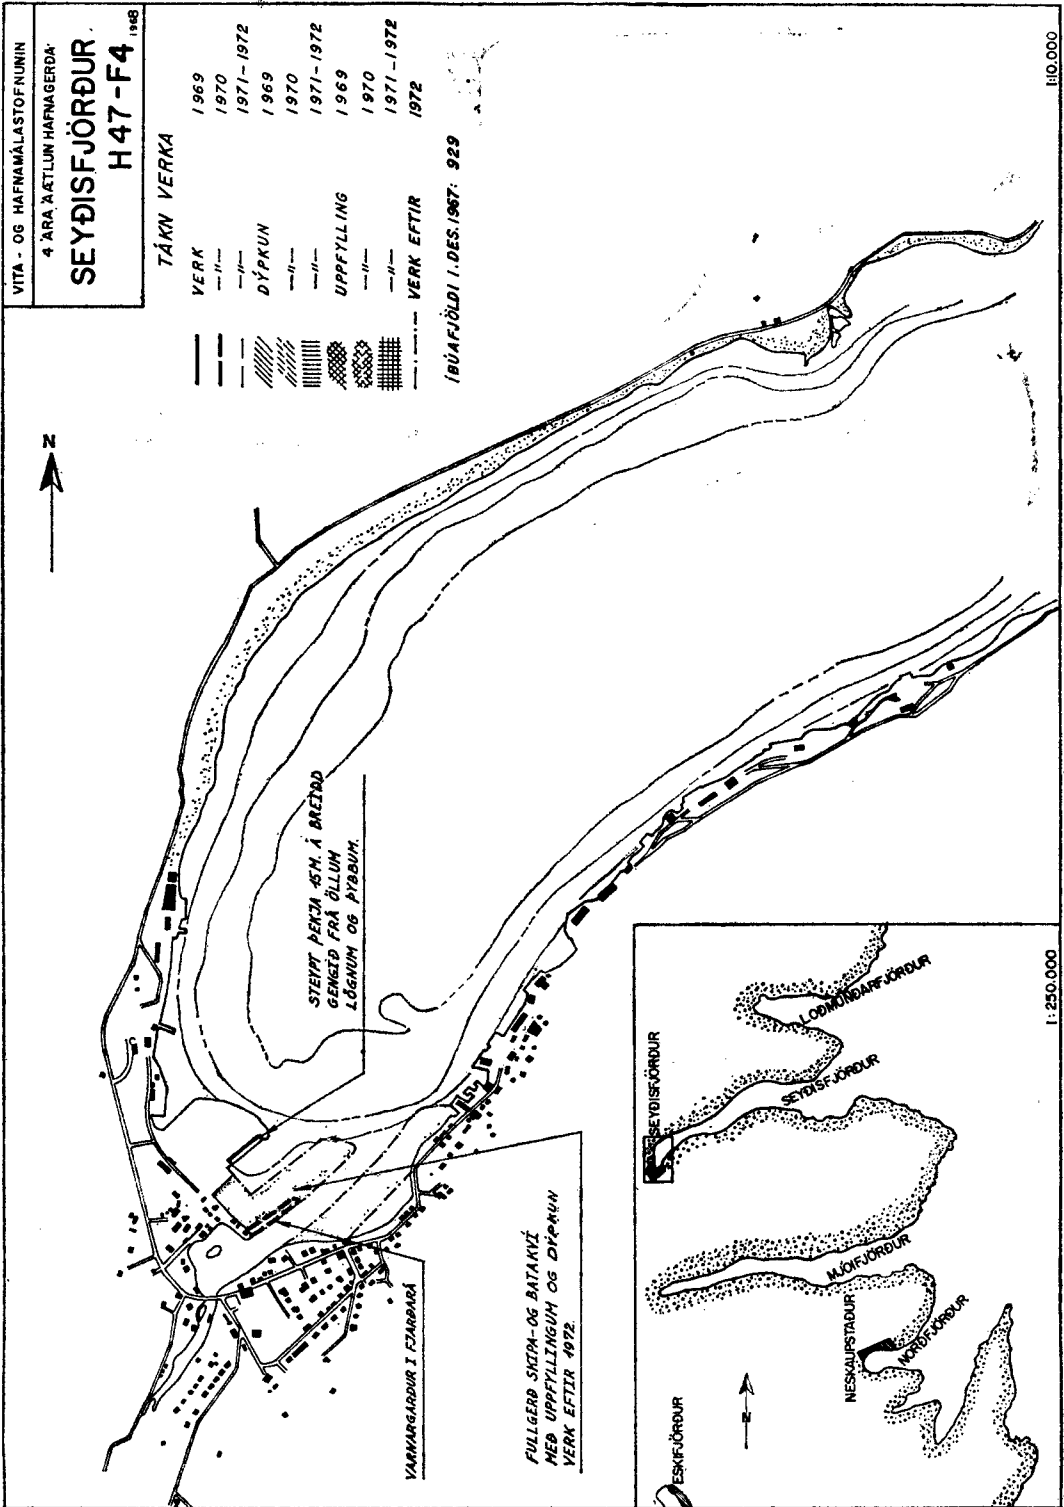 VITA - OG HAFNAMÁLASTOFNUNIN
4 ÁRA ÁÆTLUN HAFNAGERÐA
SEYÐISFJÖRÐUR
H47-F4 1968
TÁKN VERKA
VERK 1969
—"— 1970
—"— 1971-1972
DÝPKUN 1969
—"— 1970
—"— 1971-1972
UPPFYLLING 1969
—"— 1970
—"— 1971-1972
VERK EFTIR 1972
ÍBÚAFJÖLDI 1. DES. 1967: 929
N
1:10.000
STEYPT ÞEKJA 15M. Á BREIDD
GENGIÐ FRÁ ÖLLUM
LÖGNUM OG ÞYBBUM.
VARNARGARÐUR I FJARÐARÁ
FULLGERÐ SKIPA-OG BATAKVÍ
MEÐ UPPFYLLINGUM OG DÝPKUN
VERK EFTIR 1972.
SEYÐISFJÖRÐUR
LOÐMUNDARFJÖRÐUR
SEYÐISFJÖRÐUR
MJÓIFJÖRÐUR
NESKAUPSTAÐUR
NORÐFJÖRÐUR
ESKIFJÖRÐUR
N
1:250.000